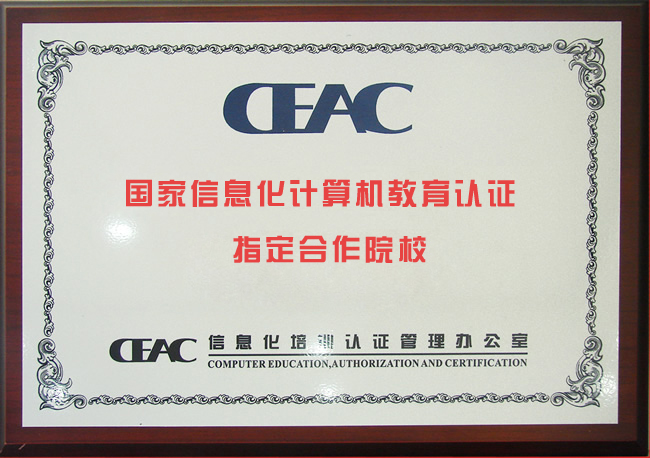 CEAC
国家信息化计算机教育认证
指定合作院校
CEAC 信息化培训认证管理办公室
COMPUTER EDUCATION,AUTHORIZATION AND CERTIFICATION